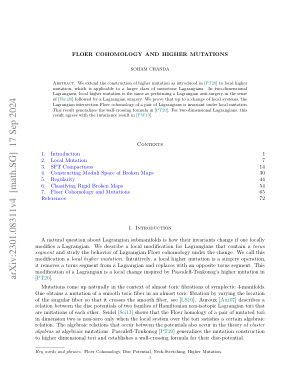 FLOER COHOMOLOGY AND HIGHER MUTATIONS
SOHAM CHANDA
Abstract. We extend the construction of higher mutation as introduced in [PT20] to local higher
mutation, which is applicable to a larger class of monotone Lagrangians. In two-dimensional
Lagrangians, local higher mutation is the same as performing a Lagrangian anti-surgery in the sense
of [Hau20] followed by a Lagrangian surgery. We prove that up to a change of local systems, the
Lagrangian intersection Floer cohomology of a pair of Lagrangians is invariant under local mutation.
This result generalizes the wall-crossing formula in [PT20]. For two-dimensional Lagrangians, this
result agrees with the invariance result in [PW19].
Contents
1. Introduction 1
2. Local Mutation 7
3. SFT Compactness 14
4. Constructing Moduli Space of Broken Maps 30
5. Regularity 44
6. Classifying Rigid Broken Maps 54
7. Floer Cohomology and Mutations 65
References 72
1. Introduction
A natural question about Lagrangian submanifolds is how their invariants change if one locally
modifies a Lagrangian. We describe a local modification for Lagrangians that contain a torus
segment and study the behavior of Lagrangian Floer cohomology under the change. We call this
modification a local higher mutation. Intuitively, a local higher mutation is a surgery operation,
it removes a torus segment from a Lagrangian and replaces with an opposite torus segment. This
modification of a Lagrangian is a local change inspired by Pascaleff-Tonkonog's higher mutation in
[PT20].
Mutations come up naturally in the context of almost toric fibrations of symplectic 4-manifolds.
One obtains a mutation of a smooth toric fiber in an almost toric fibration by varying the location
of the singular fiber so that it crosses the smooth fiber, see [LS10]. Auroux [Aur07] describes a
relation between the disc potentials of two families of Hamiltonian non-isotopic Lagrangian tori that
are mutations of each other. Seidel [Sei13] shows that the Floer homology of a pair of mutated tori
in dimension two is non-zero only when the local system over the tori satisfies a certain algebraic
relation. The algebraic relations that occur between the potentials also occur in the theory of cluster
algebras as algebraic mutations. Pascaleff-Tonkonog [PT20] generalizes the mutation construction
to higher dimensional tori and establishes a wall-crossing formula for their disc-potential.
Key words and phrases. Floer Cohomology, Disc Potential, Neck-Stretching, Higher Mutation.
1
arXiv:2301.08311v4 [math.SG] 17 Sep 2024